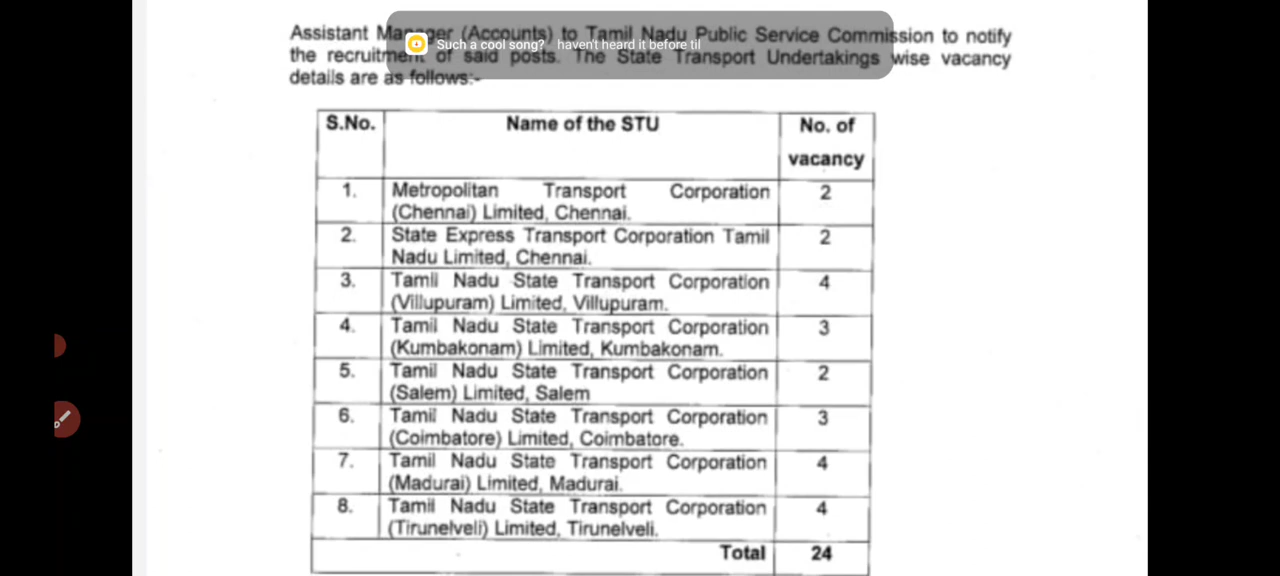 Assistant Manager (Accounts) to Tamil Nadu Public Service Commission to notify
Such a cool song? haven't heard it before til
the recruitment of said posts. The State Transport Undertakings wise vacancy
details are as follows:-
S.No. Name of the STU No. of
vacancy
1. Metropolitan Transport Corporation 2
(Chennai) Limited, Chennai.
2. State Express Transport Corporation Tamil 2
Nadu Limited, Chennai.
3. Tamil Nadu State Transport Corporation 4
(Villupuram) Limited, Villupuram.
4. Tamil Nadu State Transport Corporation 3
(Kumbakonam) Limited, Kumbakonam.
5. Tamil Nadu State Transport Corporation 2
(Salem) Limited, Salem
6. Tamil Nadu State Transport Corporation 3
(Coimbatore) Limited, Coimbatore.
7. Tamil Nadu State Transport Corporation 4
(Madurai) Limited, Madurai.
8. Tamil Nadu State Transport Corporation 4
(Tirunelveli) Limited, Tirunelveli.
Total 24